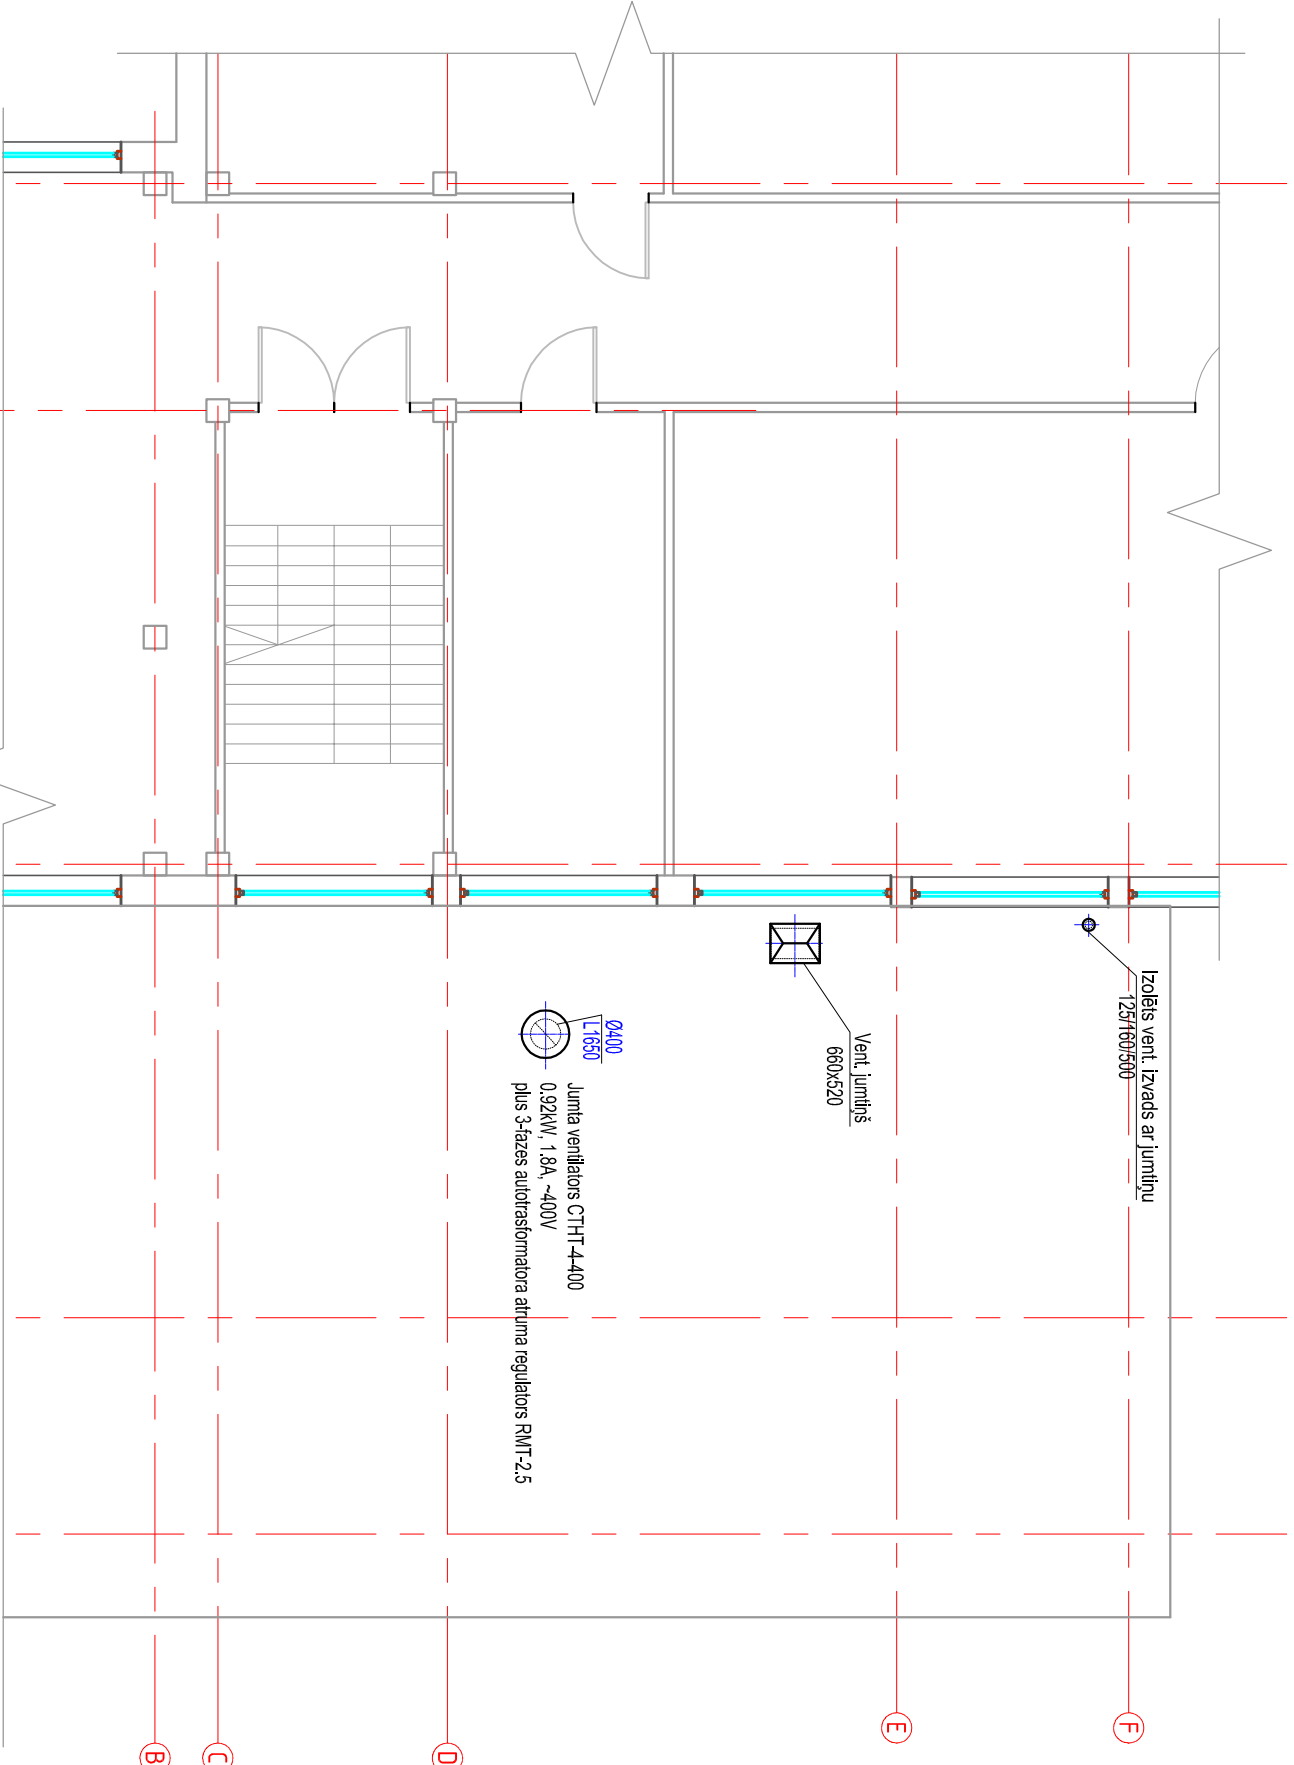 Izolēts vent. izvads ar jumtiņu
125/160/500
Vent. jumtiņš
660x520
Ø400
L1650
Jumta ventilators CTHT-4-400
0.92kW, 1.8A, ~400V
plus 3-fāzes autotrasformatora atruma regulators RMT-2.5
F
E
D
C
B